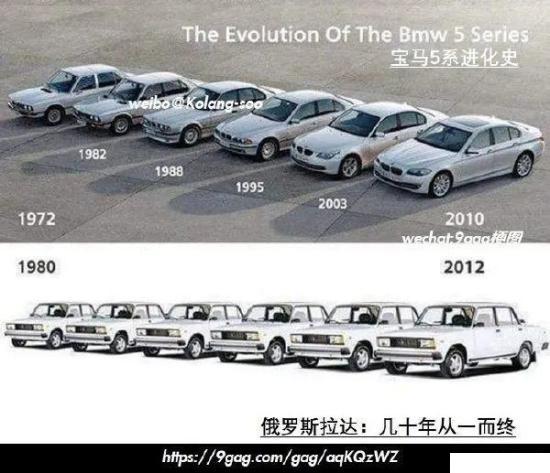 The Evolution Of The Bmw 5 Series
宝马5系进化史
weibo@Kolang-soo
1982
1988
1995
2003
1972
2010
wechat:9gag插图
1980
2012
俄罗斯拉达：几十年从一而终
https://9gag.com/gag/aqKQzWZ